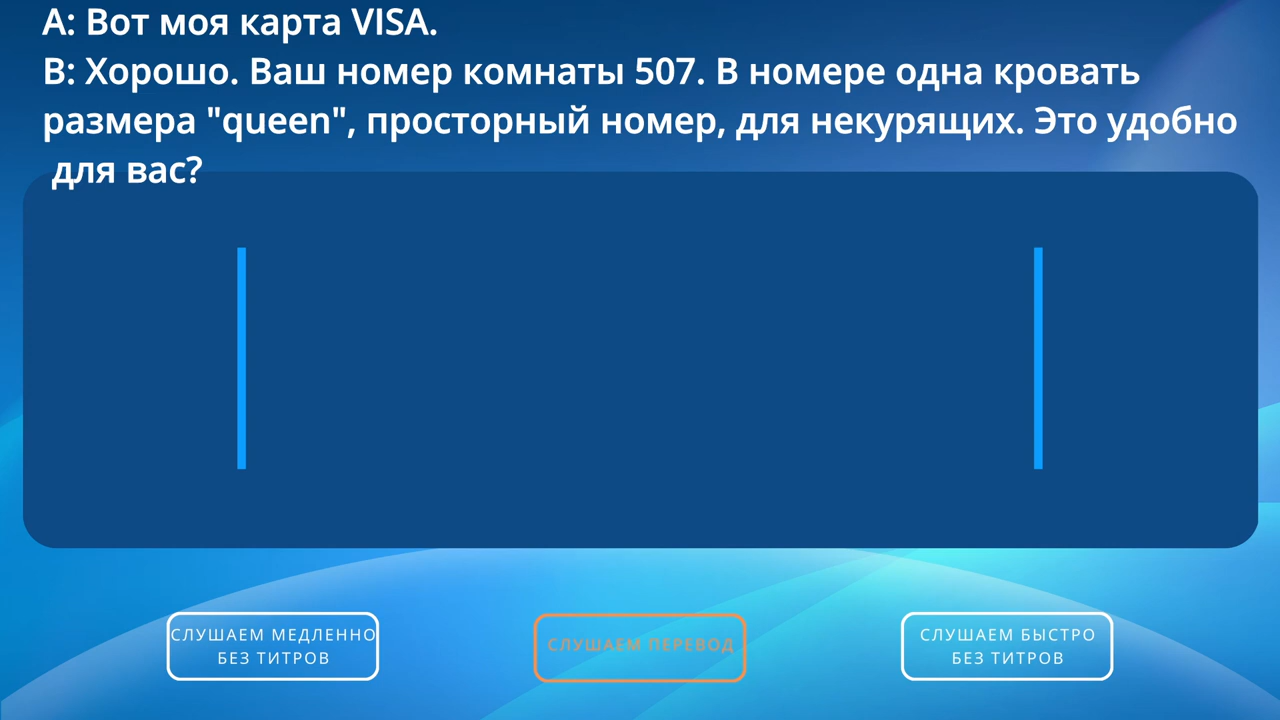 A: Вот моя карта VISA.
B: Хорошо. Ваш номер комнаты 507. В номере одна кровать
размера "queen", просторный номер, для некурящих. Это удобно
для вас?
СЛУШАЕМ МЕДЛЕННО
БЕЗ ТИТРОВ
СЛУШАЕМ ПЕРЕВОД
СЛУШАЕМ БЫСТРО
БЕЗ ТИТРОВ